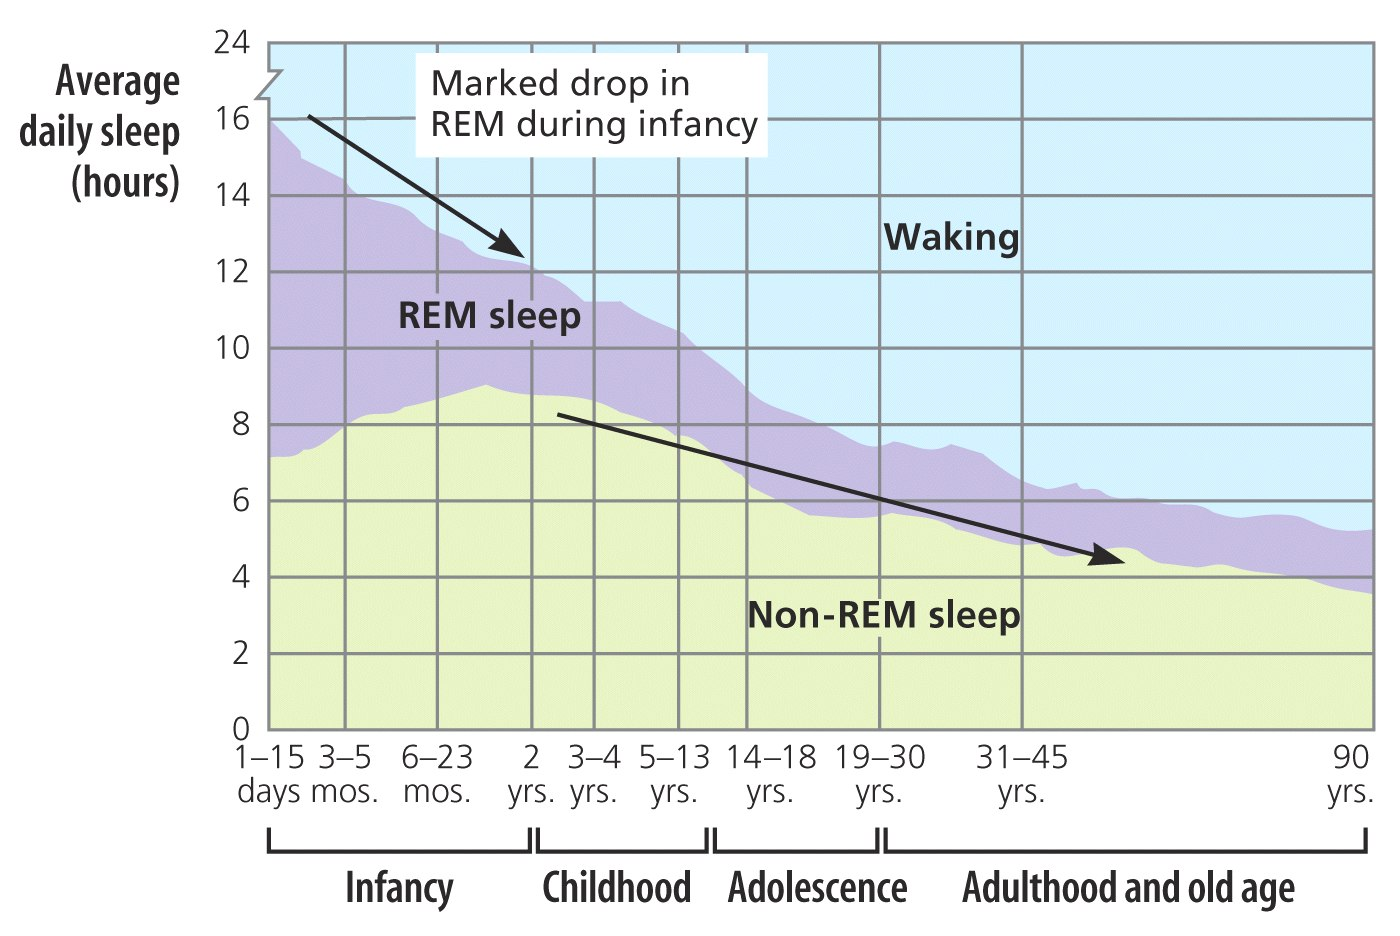 Average
daily sleep
(hours)
24
16
14
12
10
8
6
4
2
0
Marked drop in
REM during infancy
Waking
REM sleep
Non-REM sleep
1–15 3–5 6–23 2 3–4 5–13 14–18 19–30 31–45 90
days mos. mos. yrs. yrs. yrs. yrs. yrs. yrs. yrs.
Infancy Childhood Adolescence Adulthood and old age